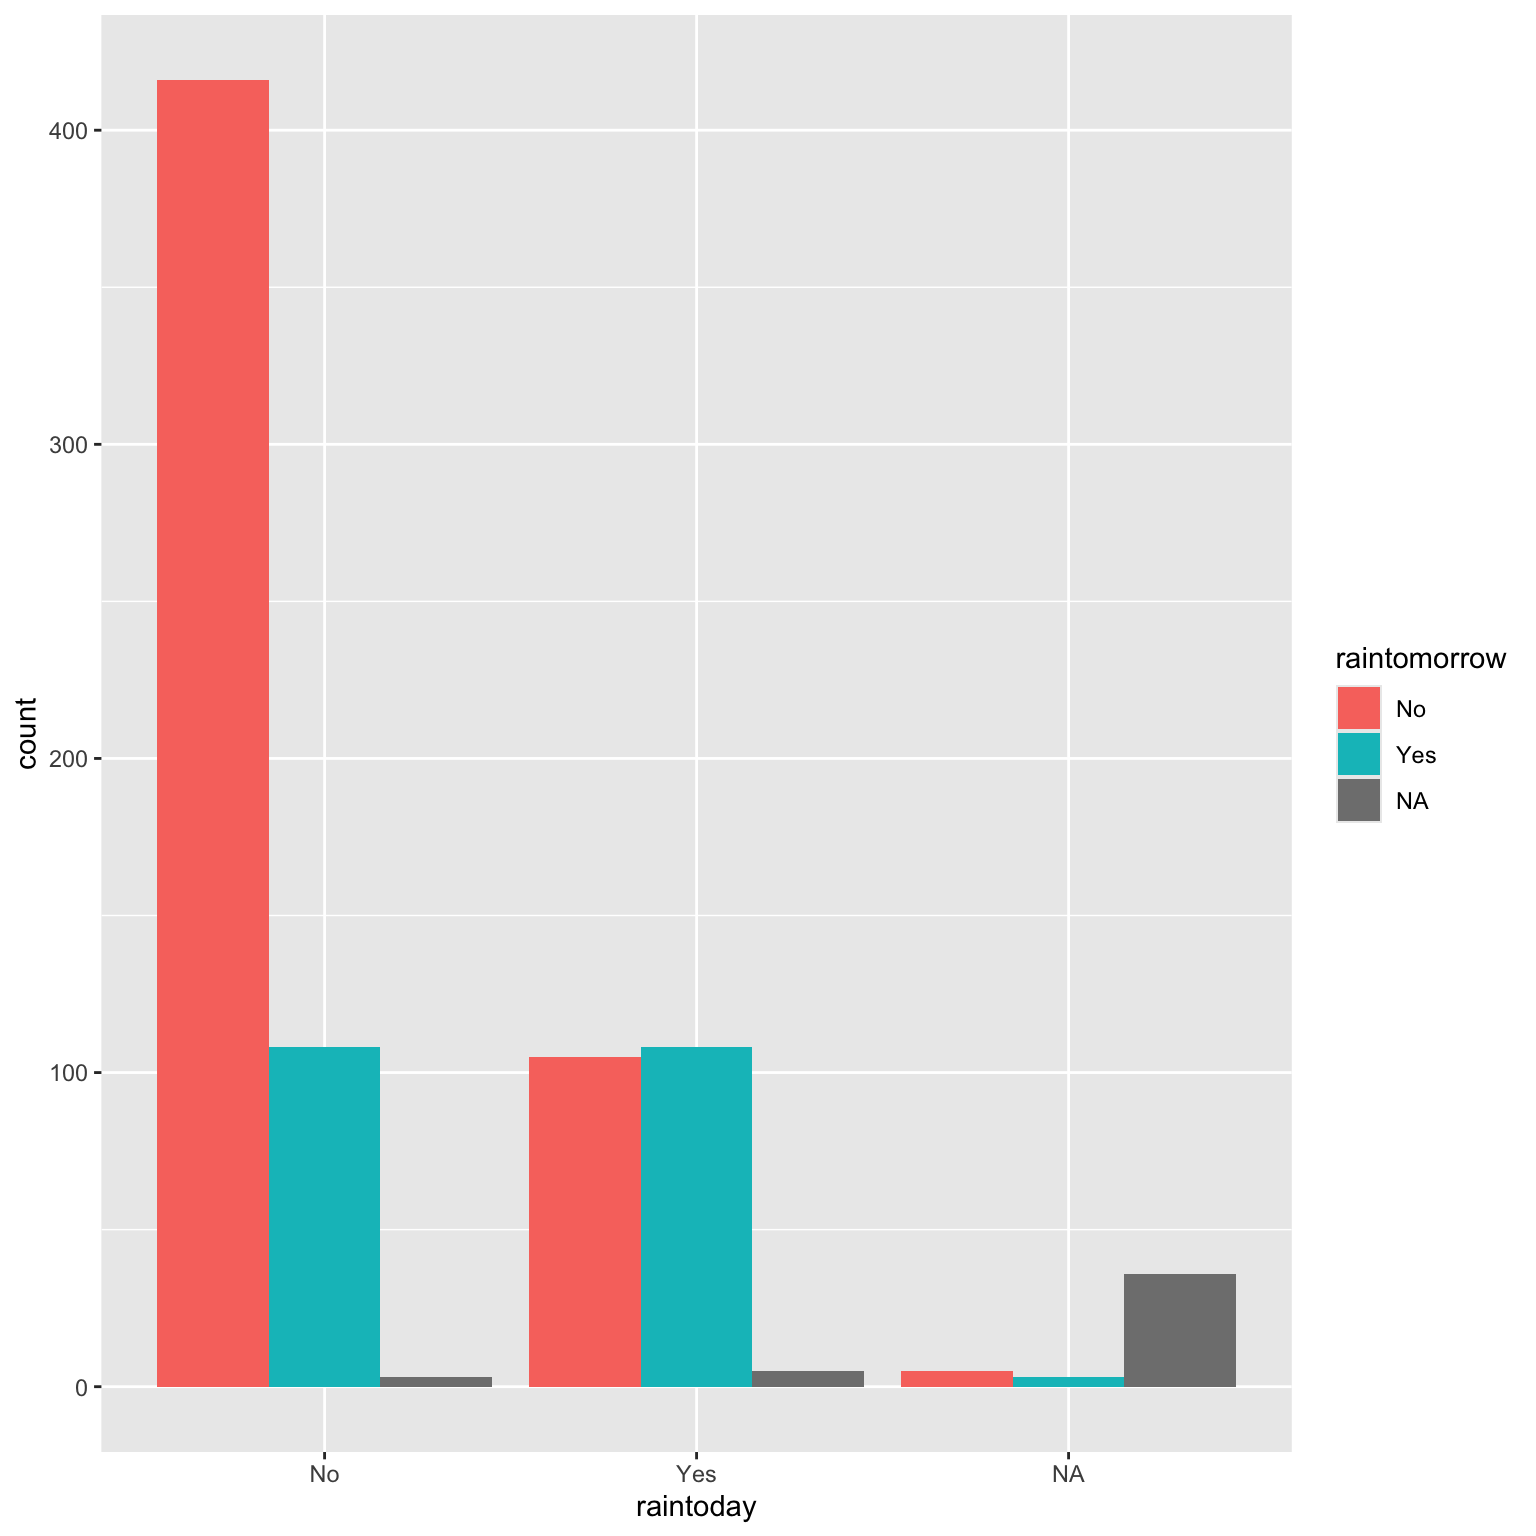 400
300
200
100
0
count
No
Yes
NA
raintoday
raintomorrow
No
Yes
NA